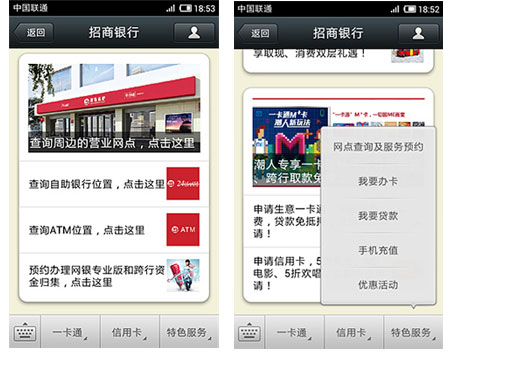 中国联通 18:53
返回 招商银行
查询周边的营业网点，点击这里
查询自助银行位置，点击这里
查询ATM位置，点击这里
ATM
预约办理网银专业版和跨行资
金归集，点击这里
一卡通 信用卡 特色服务
中国联通 18:52
返回 招商银行
享取现、消费双层礼遇！
一卡通M+卡
潮人新玩法
潮人专享一卡
、跨行取款免
申请生意一卡通
费，贷款免抵
请！
申请信用卡，5
电影、5折欢唱
请！
网点查询及服务预约
我要办卡
我要贷款
手机充值
优惠活动
一卡通 信用卡 特色服务